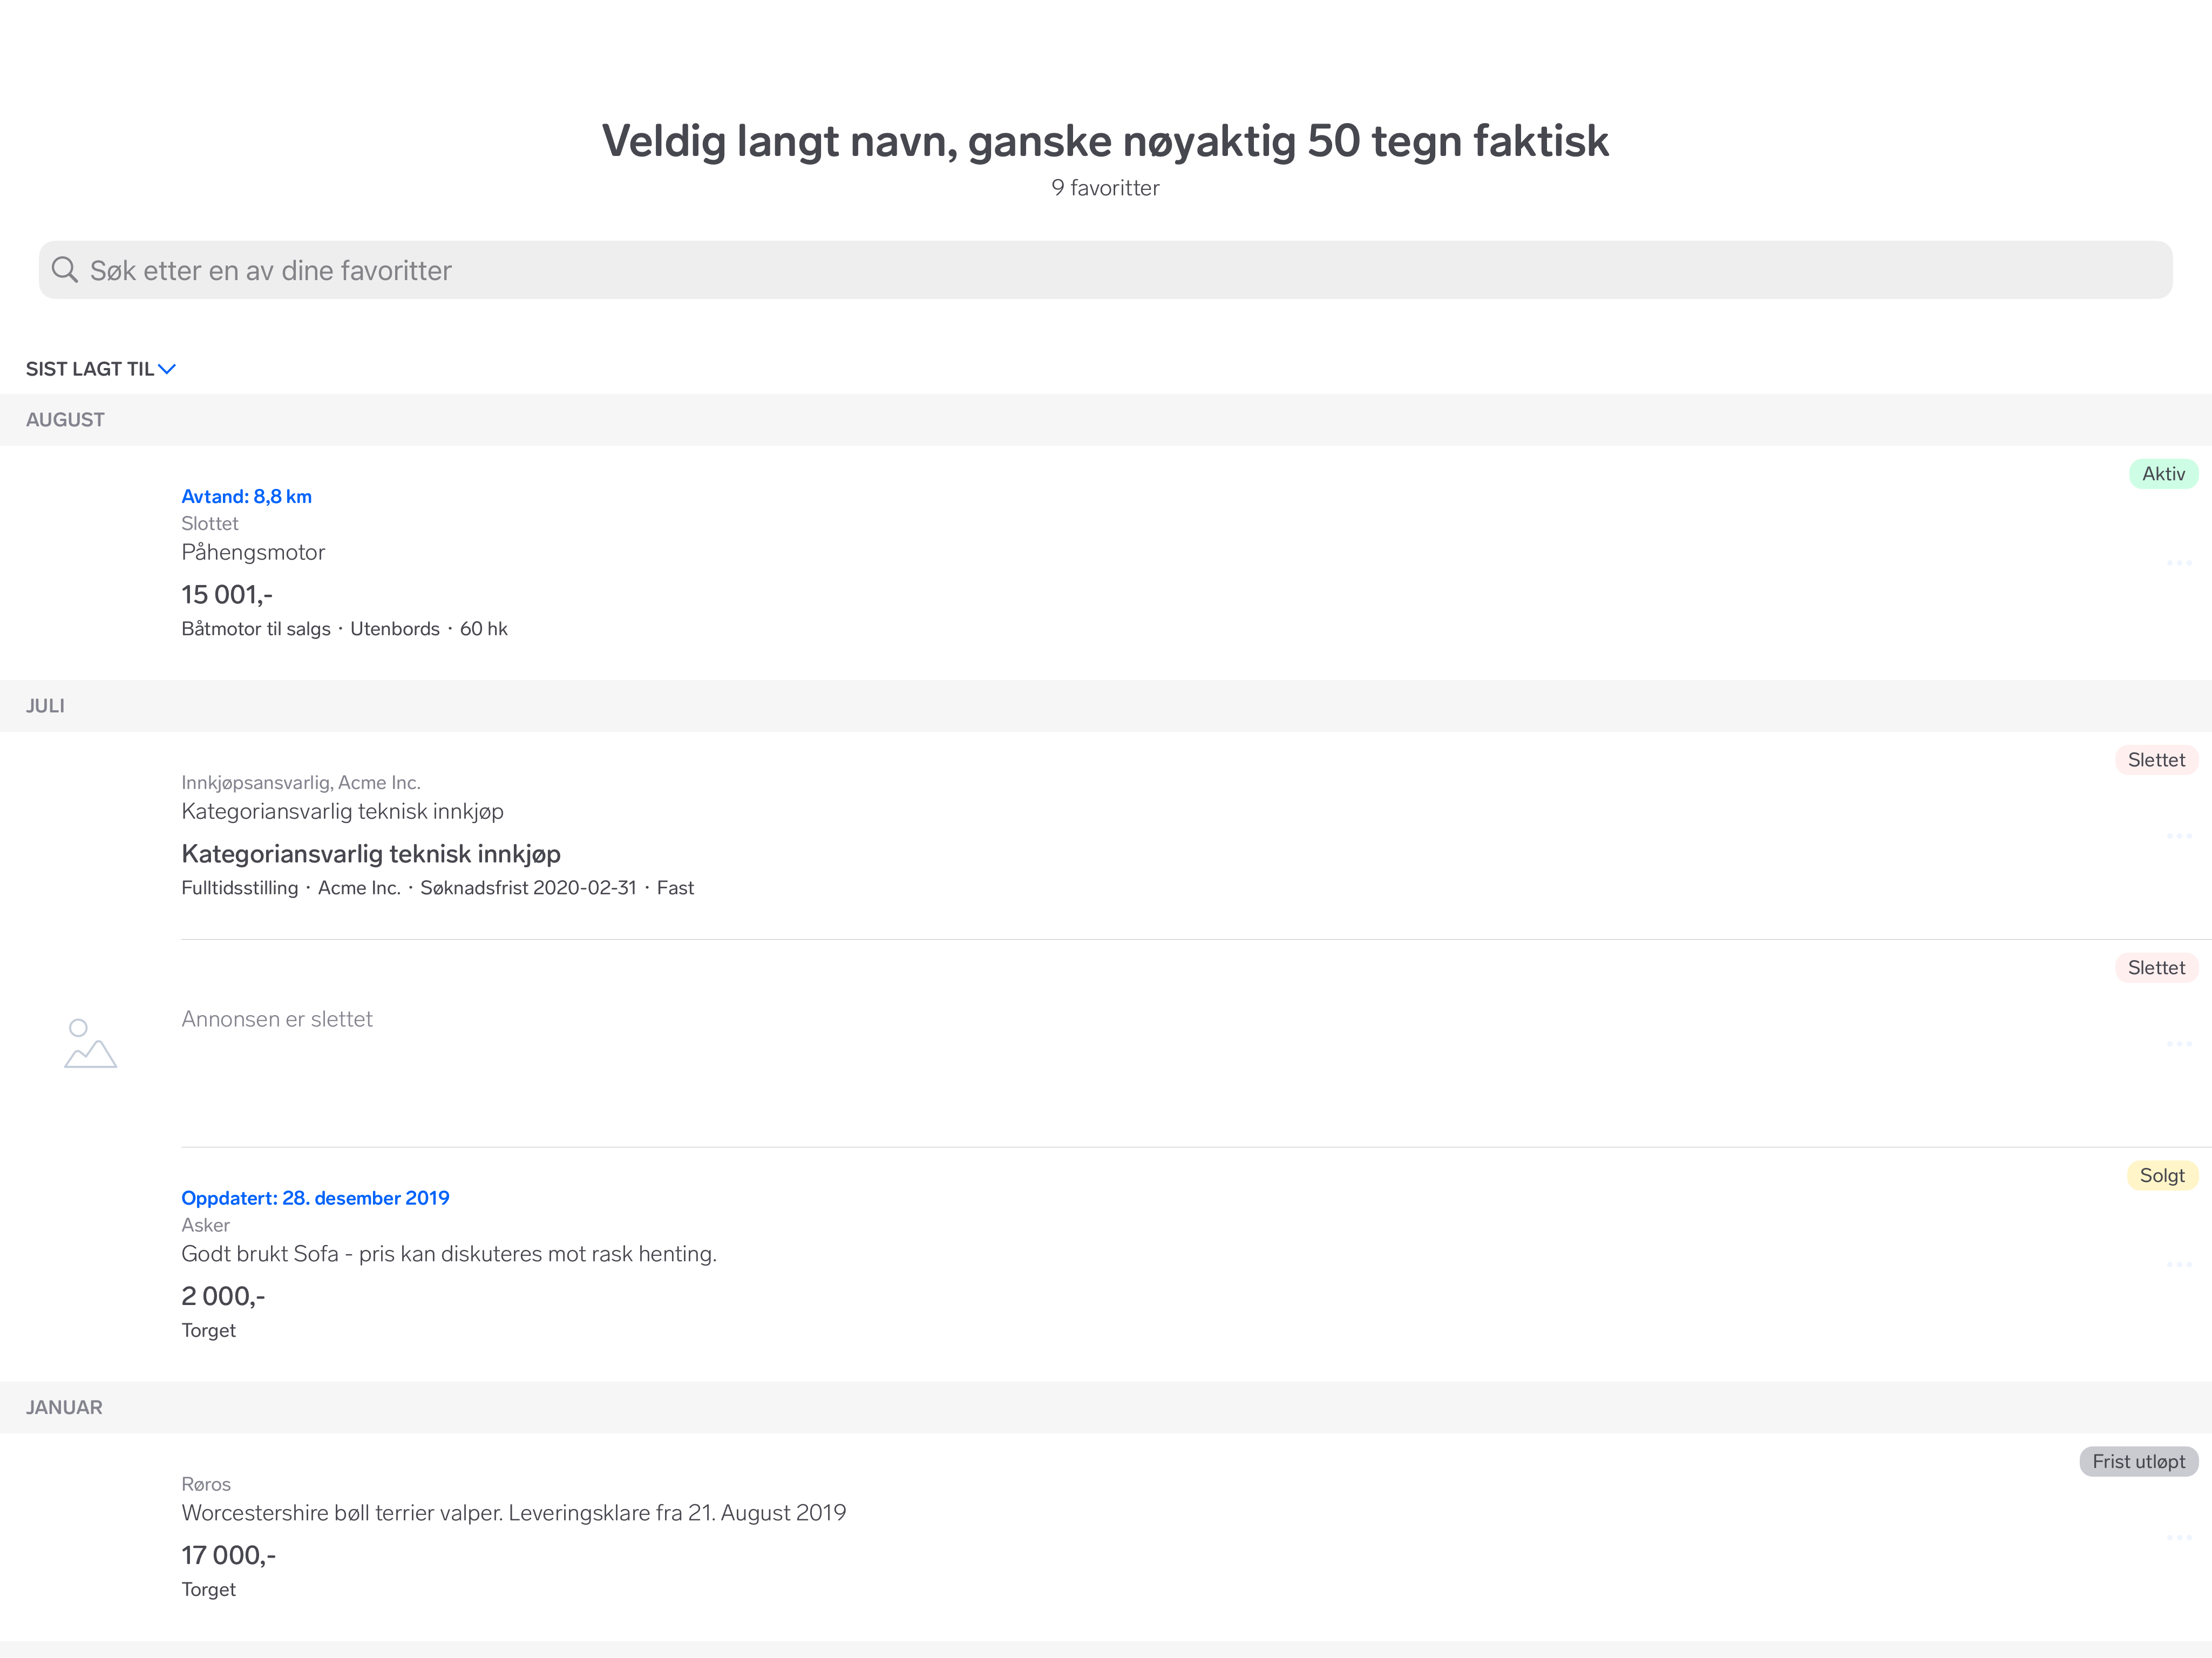 Veldig langt navn, ganske nøyaktig 50 tegn faktisk
9 favoritter
Søk etter en av dine favoritter
SIST LAGT TIL
AUGUST
Aktiv
Avtand: 8,8 km
Slottet
Påhengsmotor
15 001,-
Båtmotor til salgs · Utenbords · 60 hk
JULI
Slettet
Innkjøpsansvarlig, Acme Inc.
Kategoriansvarlig teknisk innkjøp
Kategoriansvarlig teknisk innkjøp
Fulltidsstilling · Acme Inc. · Søknadsfrist 2020-02-31 · Fast
Slettet
Annonsen er slettet
Solgt
Oppdatert: 28. desember 2019
Asker
Godt brukt Sofa - pris kan diskuteres mot rask henting.
2 000,-
Torget
JANUAR
Frist utløpt
Røros
Worcestershire bøll terrier valper. Leveringsklare fra 21. August 2019
17 000,-
Torget